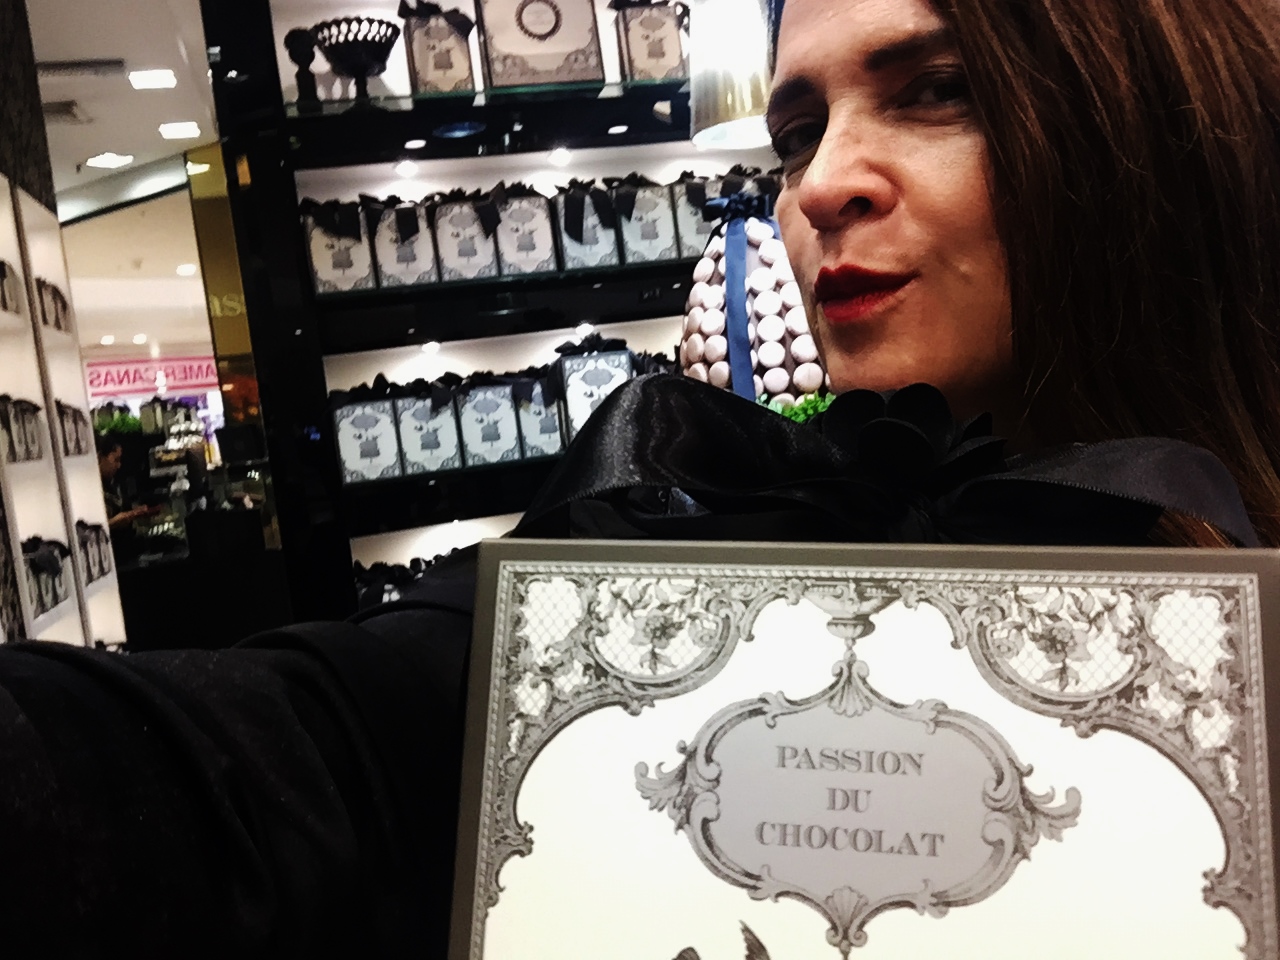 AMERICANAS
PASSION
DU
CHOCOLAT